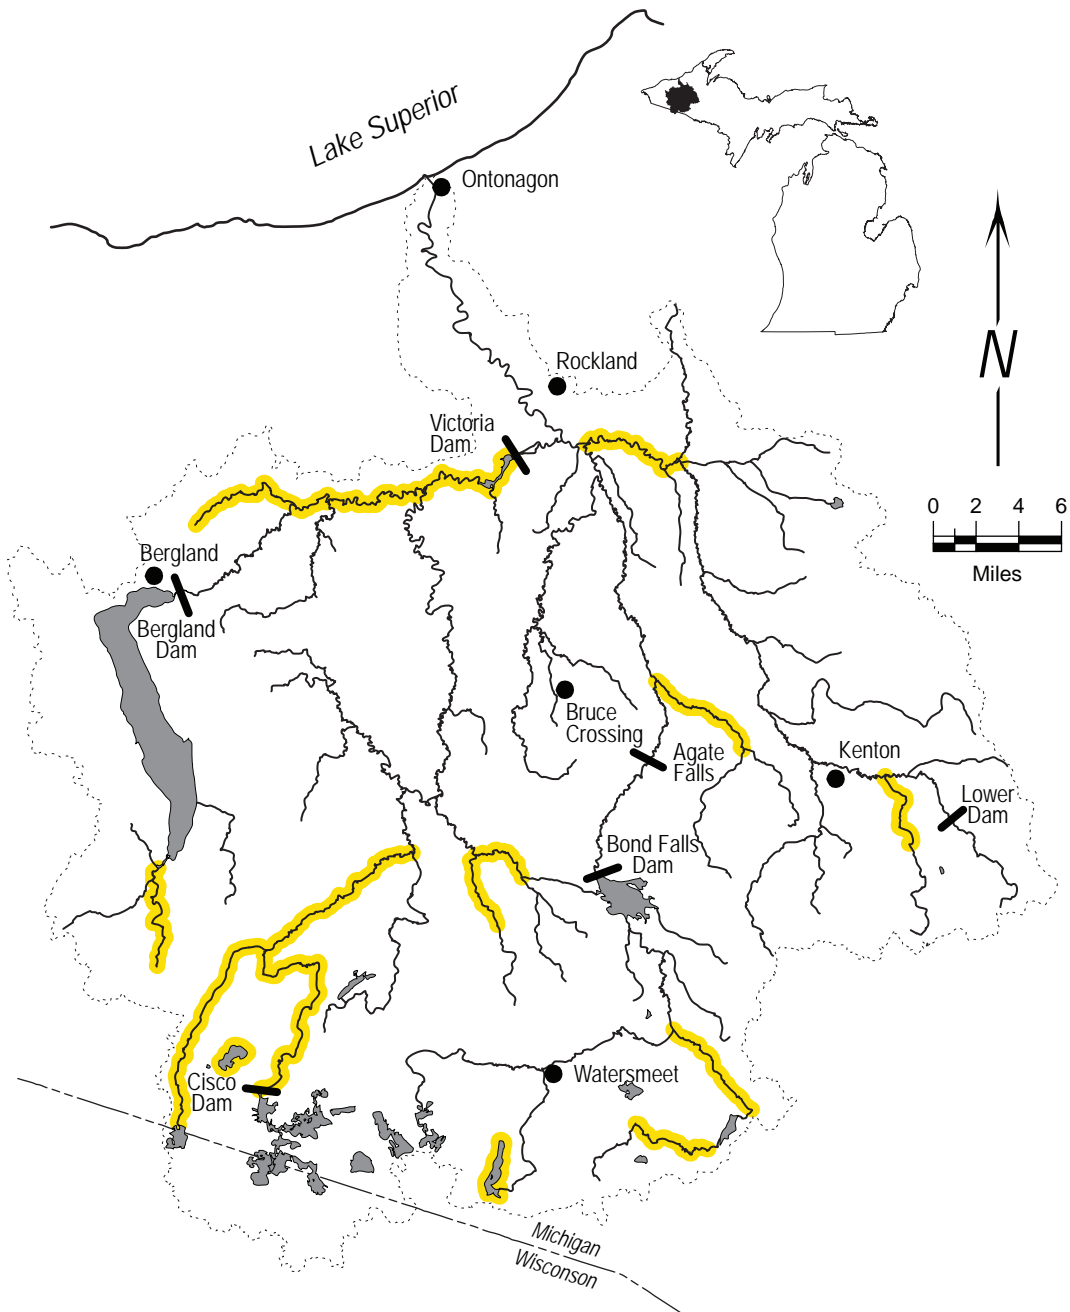 Lake Superior
Ontonagon
Rockland
Victoria
Dam
N
0 2 4 6
Miles
Bergland
Bergland
Dam
Bruce
Crossing
Agate
Falls
Kenton
Lower
Dam
Bond Falls
Dam
Cisco
Dam
Watersmeet
Michigan
Wisconson